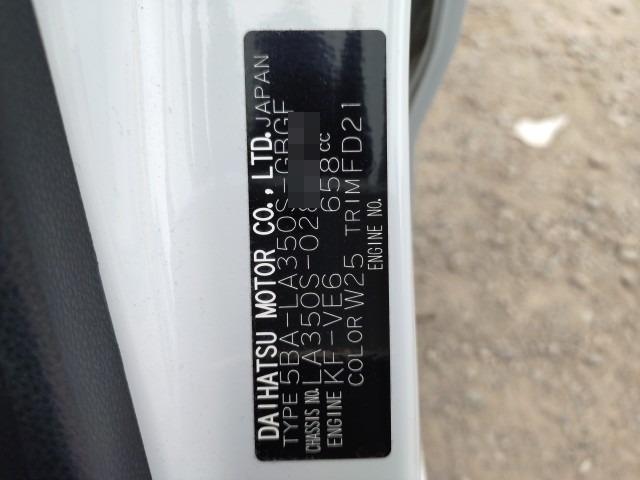 DAIHATSU MOTOR CO., LTD. JAPAN
TYPE 5BA-LA350S-GBGF
CHASSIS NO. LA350S-028
ENGINE KF-VE6 658cc
COLOR W25 TRIM FD21
ENGINE NO.